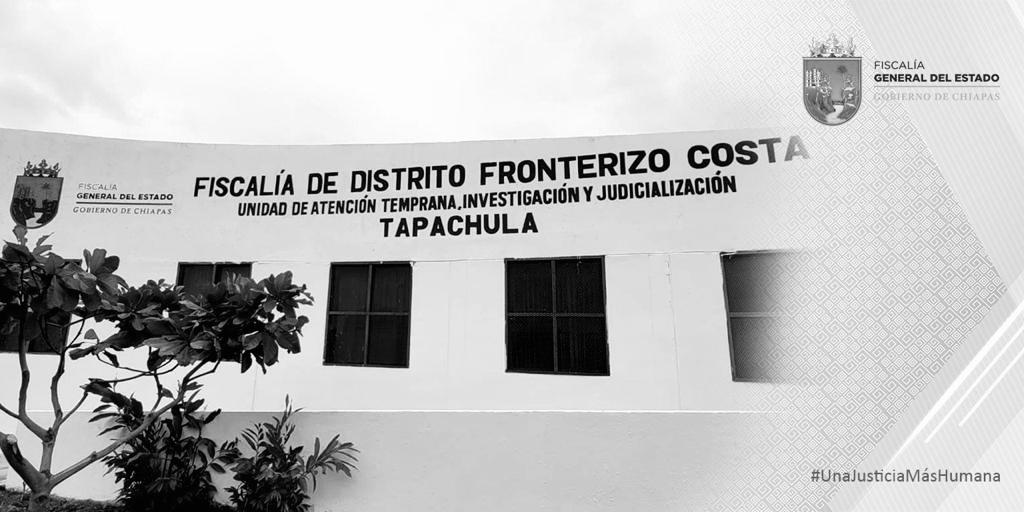 FISCALÍA
GENERAL DEL ESTADO
GOBIERNO DE CHIAPAS
FISCALÍA DE DISTRITO FRONTERIZO COSTA
UNIDAD DE ATENCIÓN TEMPRANA, INVESTIGACIÓN Y JUDICIALIZACIÓN
TAPACHULA
FISCALÍA
GENERAL DEL ESTADO
GOBIERNO DE CHIAPAS
#UnaJusticiaMásHumana